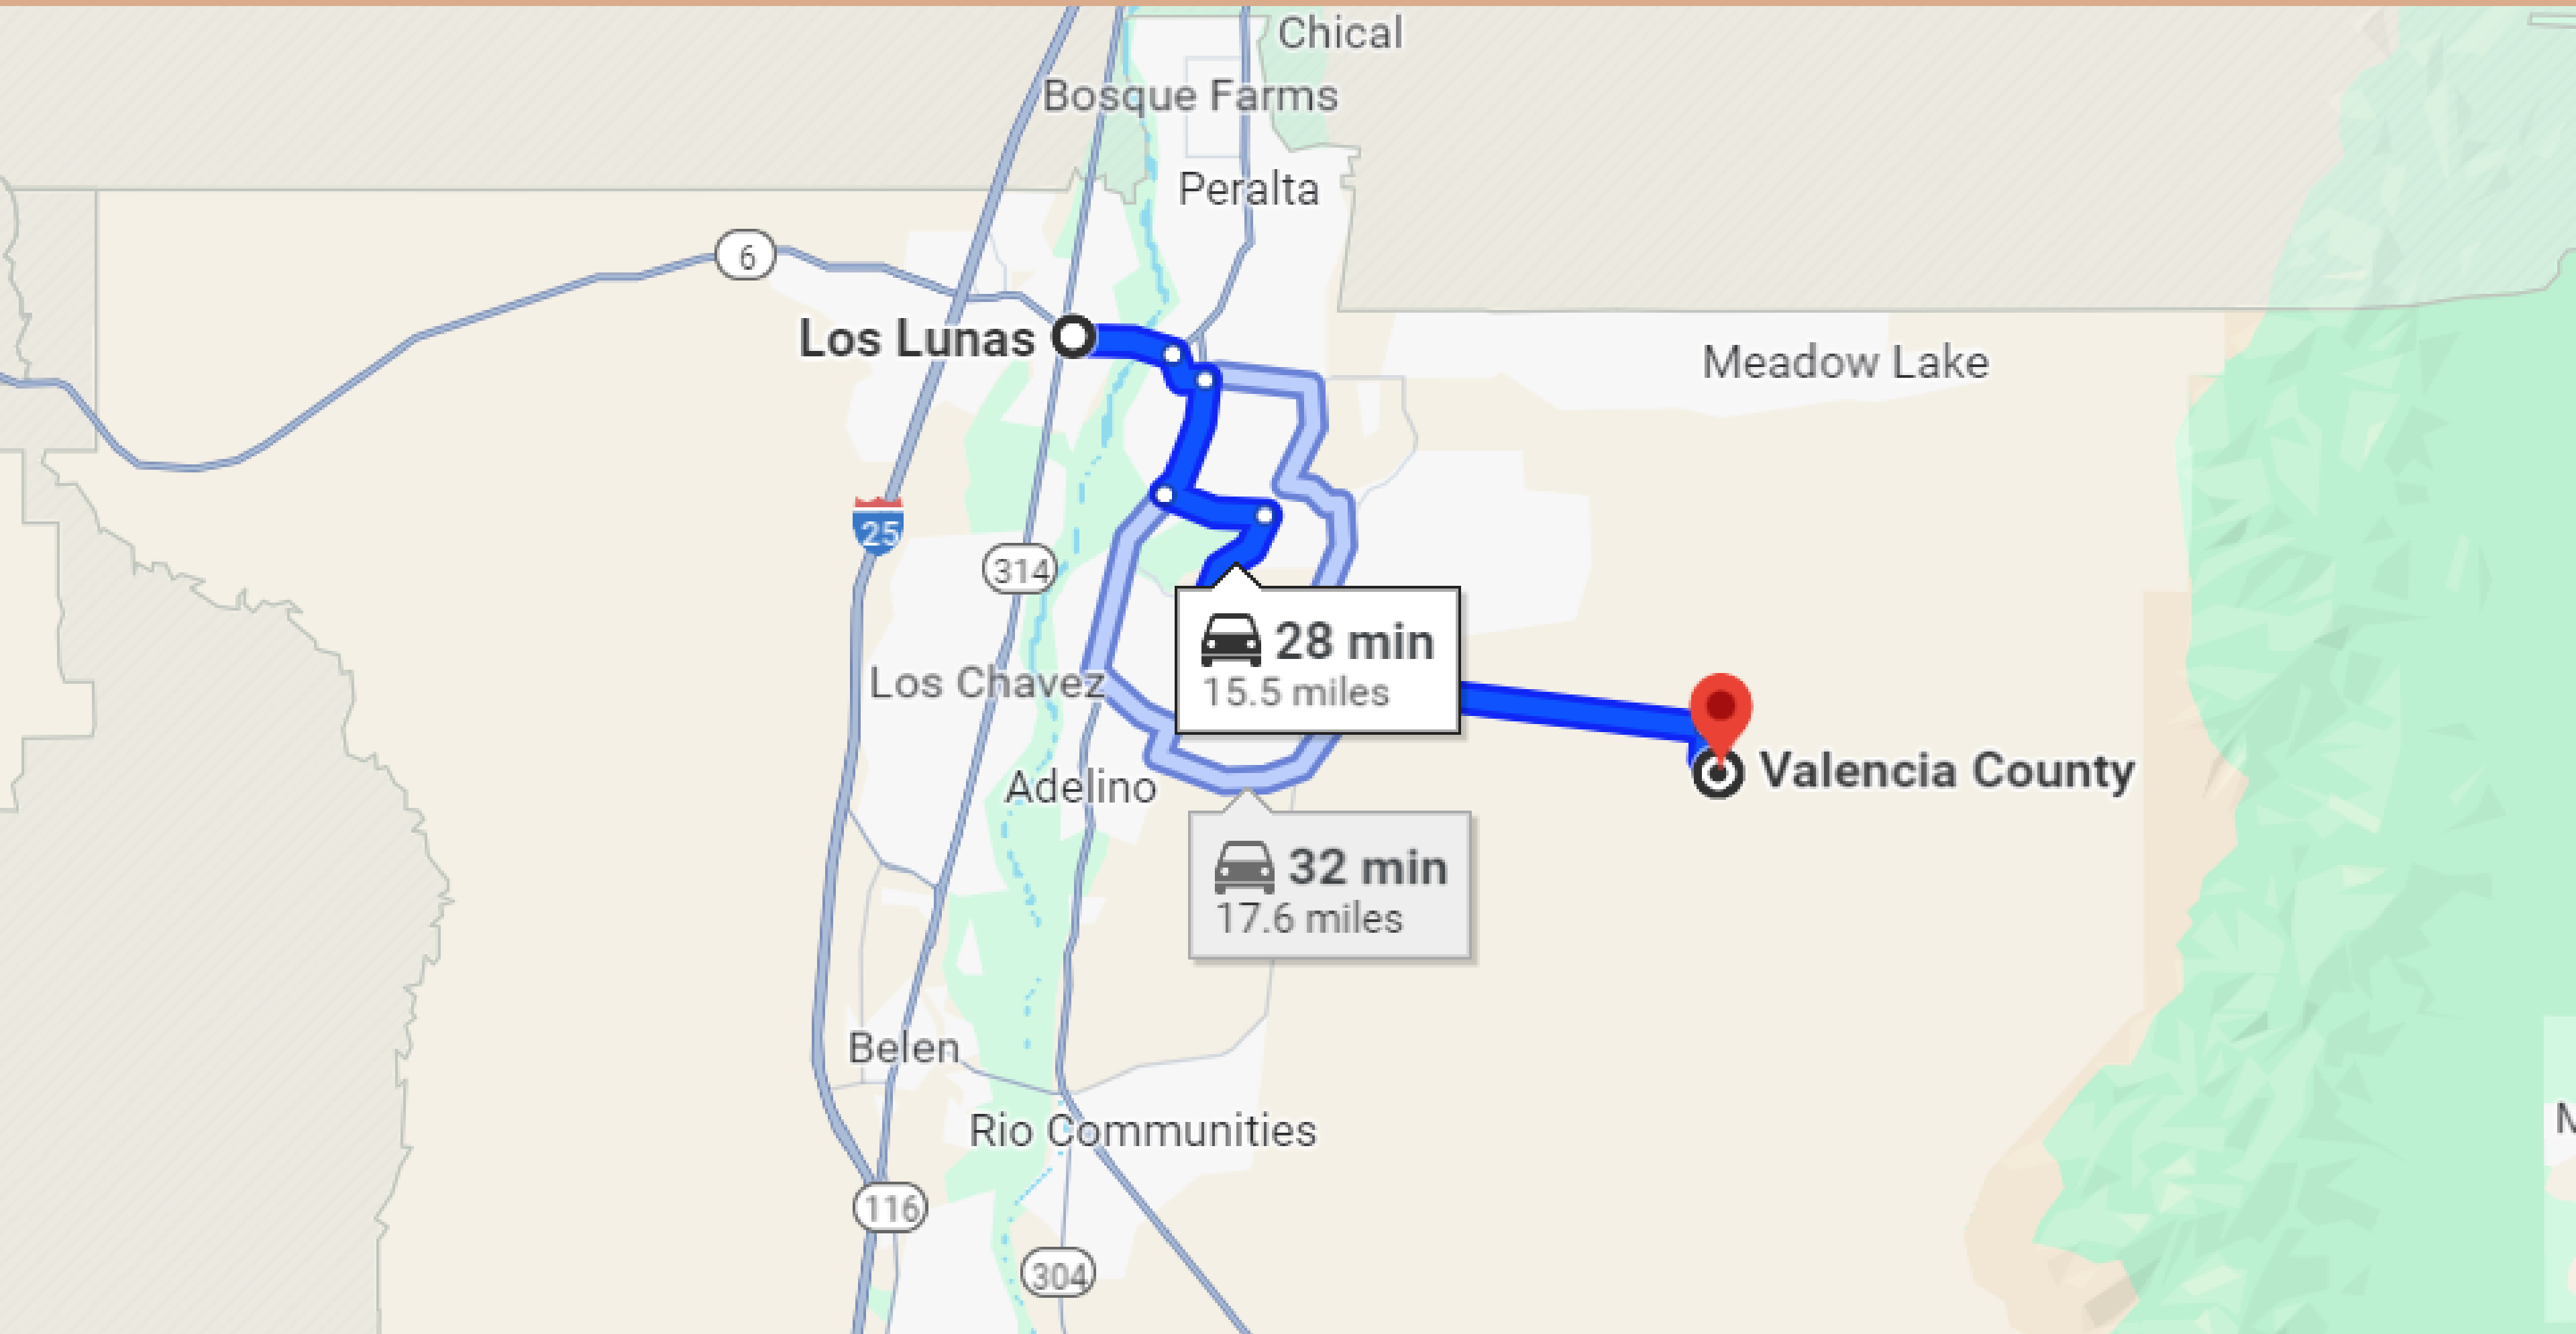 Chical
Bosque Farms
Peralta
6
Los Lunas
Meadow Lake
25
314
28 min
15.5 miles
Los Chavez
Valencia County
Adelino
32 min
17.6 miles
Belen
Rio Communities
116
304
M